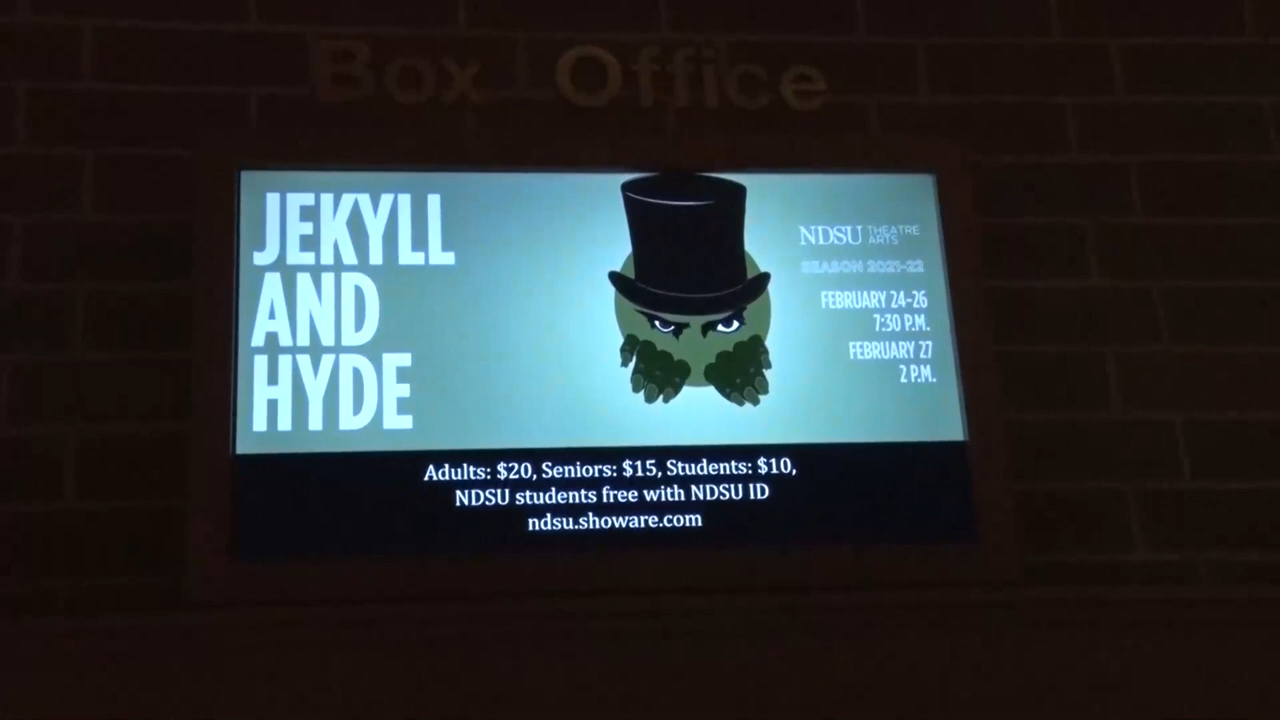 Box Office
JEKYLL
AND
HYDE
NDSU THEATRE
ARTS
SEASON 2021-22
FEBRUARY 24-26
7:30 P.M.
FEBRUARY 27
2 P.M.
Adults: $20, Seniors: $15, Students: $10,
NDSU students free with NDSU ID
ndsu.showare.com